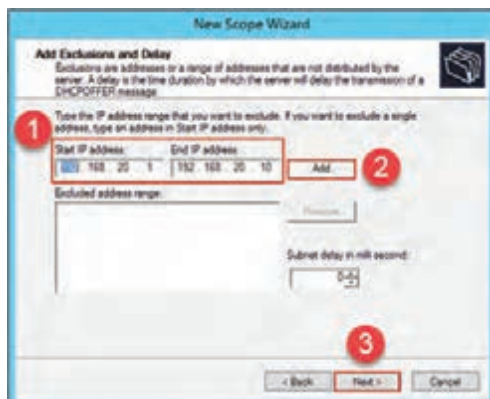 New Scope Wizard
Add Exclusions and Delay
Exclusions are addresses or a range of addresses that are not distributed by the
server. A delay is the time duration by which the server will delay the transmission of a
DHCPOFFER message.
Type the IP address range that you want to exclude. If you want to exclude a single
address, type an address in Start IP address only.
1
Start IP address: End IP address:
168 20 1 192 168 20 10 Add
2
Excluded address range:
Remove
Subnet delay in milli second:
0
3
< Back Next > Cancel